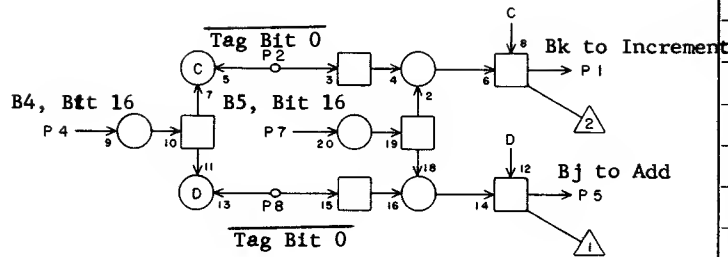 Tag Bit 0
C
P2
C
8
Bk to Increment
5
3
4
6
P1
7
2
B4, Bit 16
B5, Bit 16
2
P4
9
10
P7
20
19
11
18
D
12
Bj to Add
D
13
P8
15
16
14
P5
Tag Bit 0
1